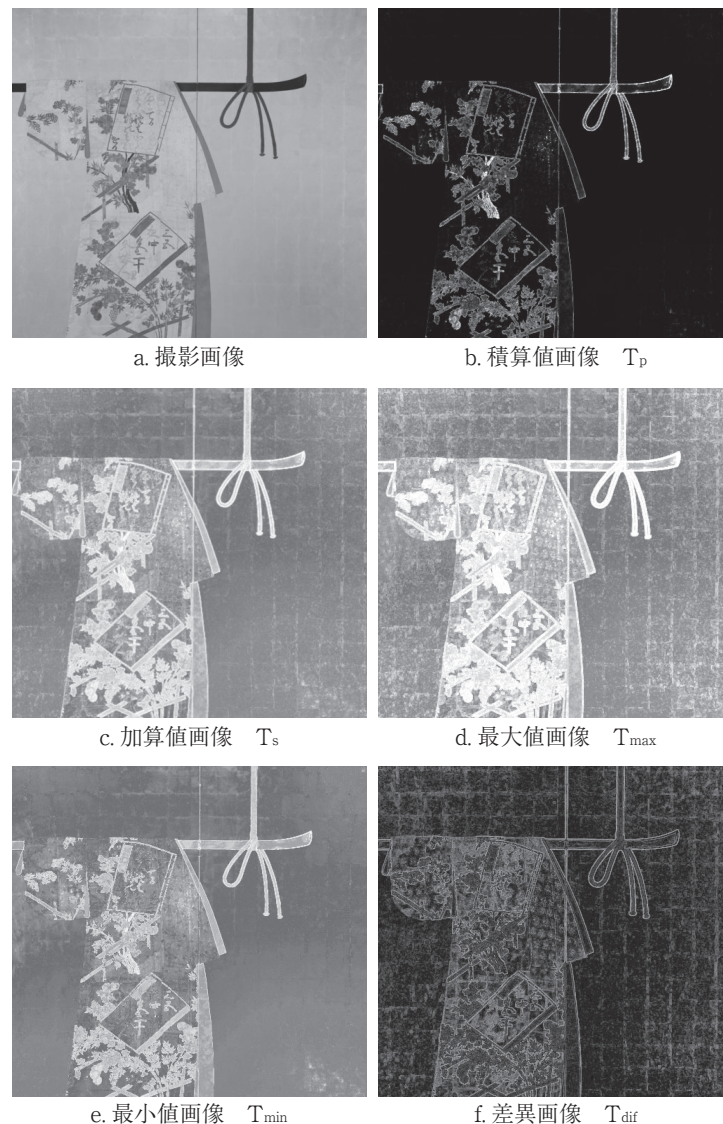 a. 撮影画像
b. 積算値画像 Tp
c. 加算値画像 Ts
d. 最大値画像 Tmax
e. 最小値画像 Tmin
f. 差異画像 Tdif